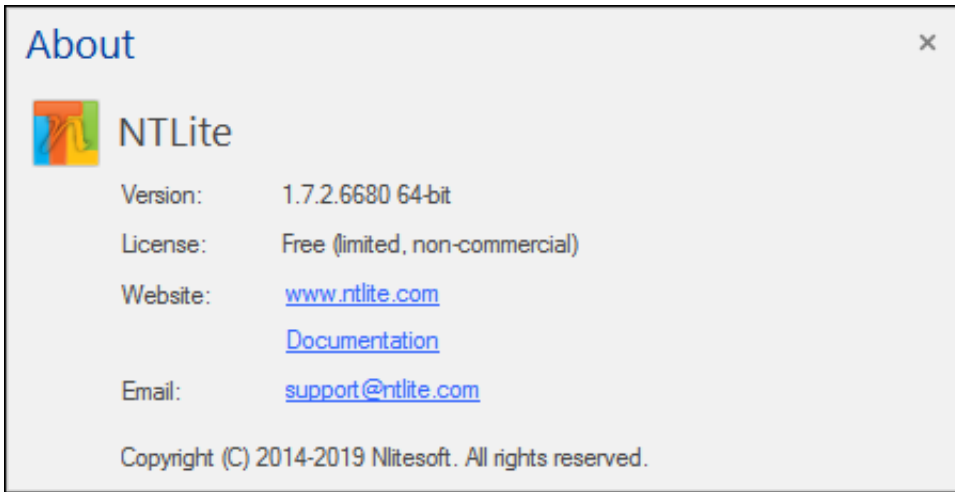 About
NTLite
Version: 1.7.2.6680 64-bit
License: Free (limited, non-commercial)
Website: www.ntlite.com
Documentation
Email: support@ntlite.com
Copyright (C) 2014-2019 Nlitesoft. All rights reserved.